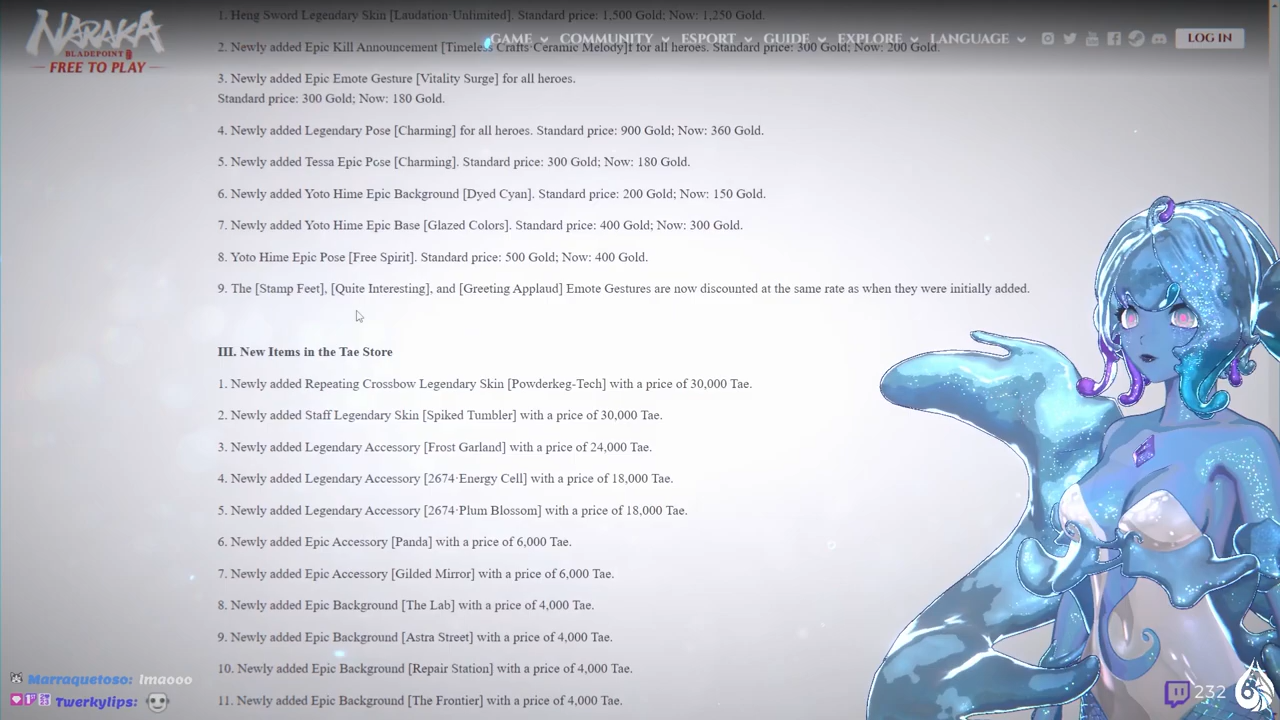 1. Heng Sword Legendary Skin [Laudation·Unlimited]. Standard price: 1,500 Gold; Now: 1,250 Gold.
NARAKA
BLADEPOINT
FREE TO PLAY
GAME COMMUNITY ESPORT GUIDE EXPLORE LANGUAGE LOG IN
2. Newly added Epic Kill Announcement [Timeless Crafts·Ceramic Melody]t for all heroes. Standard price: 300 Gold; Now: 200 Gold.
3. Newly added Epic Emote Gesture [Vitality Surge] for all heroes.
Standard price: 300 Gold; Now: 180 Gold.
4. Newly added Legendary Pose [Charming] for all heroes. Standard price: 900 Gold; Now: 360 Gold.
5. Newly added Tessa Epic Pose [Charming]. Standard price: 300 Gold; Now: 180 Gold.
6. Newly added Yoto Hime Epic Background [Dyed Cyan]. Standard price: 200 Gold; Now: 150 Gold.
7. Newly added Yoto Hime Epic Base [Glazed Colors]. Standard price: 400 Gold; Now: 300 Gold.
8. Yoto Hime Epic Pose [Free Spirit]. Standard price: 500 Gold; Now: 400 Gold.
9. The [Stamp Feet], [Quite Interesting], and [Greeting Applaud] Emote Gestures are now discounted at the same rate as when they were initially added.
III. New Items in the Tae Store
1. Newly added Repeating Crossbow Legendary Skin [Powderkeg-Tech] with a price of 30,000 Tae.
2. Newly added Staff Legendary Skin [Spiked Tumbler] with a price of 30,000 Tae.
3. Newly added Legendary Accessory [Frost Garland] with a price of 24,000 Tae.
4. Newly added Legendary Accessory [2674·Energy Cell] with a price of 18,000 Tae.
5. Newly added Legendary Accessory [2674·Plum Blossom] with a price of 18,000 Tae.
6. Newly added Epic Accessory [Panda] with a price of 6,000 Tae.
7. Newly added Epic Accessory [Gilded Mirror] with a price of 6,000 Tae.
8. Newly added Epic Background [The Lab] with a price of 4,000 Tae.
9. Newly added Epic Background [Astra Street] with a price of 4,000 Tae.
10. Newly added Epic Background [Repair Station] with a price of 4,000 Tae.
11. Newly added Epic Background [The Frontier] with a price of 4,000 Tae.
Marraquetoso: lmaooo
Twerkylips:
232